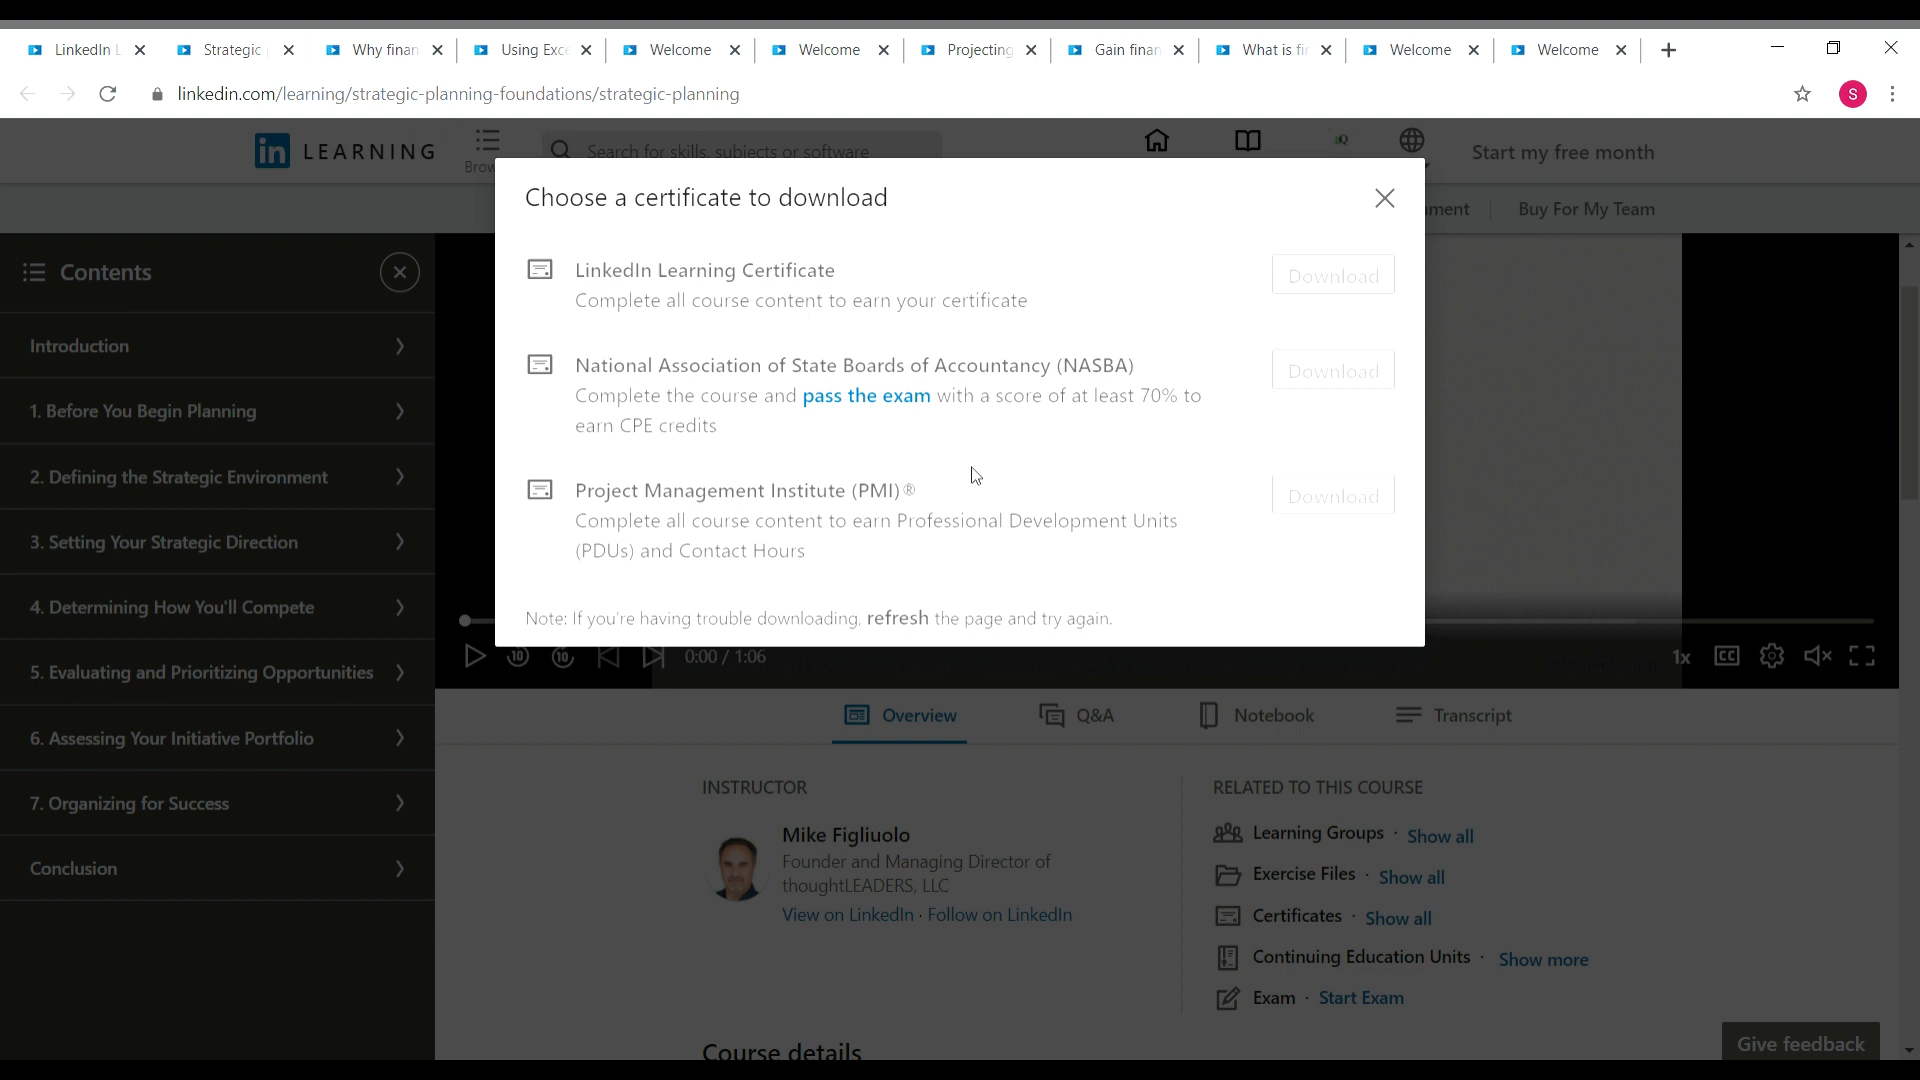 LinkedIn L
Strategic
Why finan
Using Exc
Welcome
Welcome
Projecting
Gain finan
What is fir
Welcome
Welcome
linkedin.com/learning/strategic-planning-foundations/strategic-planning
S
in LEARNING
Brow
Search for skills, subjects or software
Start my free month
Buy For My Team
Choose a certificate to download
LinkedIn Learning Certificate
Complete all course content to earn your certificate
Download
National Association of State Boards of Accountancy (NASBA)
Complete the course and pass the exam with a score of at least 70% to
earn CPE credits
Download
Project Management Institute (PMI)®
Complete all course content to earn Professional Development Units
(PDUs) and Contact Hours
Download
Note: If you're having trouble downloading, refresh the page and try again.
Contents
Introduction
1. Before You Begin Planning
2. Defining the Strategic Environment
3. Setting Your Strategic Direction
4. Determining How You'll Compete
5. Evaluating and Prioritizing Opportunities
6. Assessing Your Initiative Portfolio
7. Organizing for Success
Conclusion
10
10
0:00 / 1:06
1x
CC
Overview
Q&A
Notebook
Transcript
INSTRUCTOR
Mike Figliuolo
Founder and Managing Director of
thoughtLEADERS, LLC
View on LinkedIn · Follow on LinkedIn
RELATED TO THIS COURSE
Learning Groups · Show all
Exercise Files · Show all
Certificates · Show all
Continuing Education Units · Show more
Exam · Start Exam
Course details
Give feedback